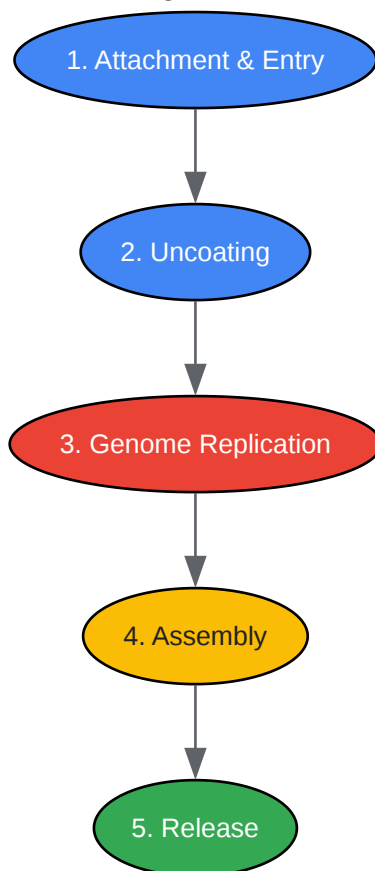 1. Attachment & Entry
2. Uncoating
3. Genome Replication
4. Assembly
5. Release